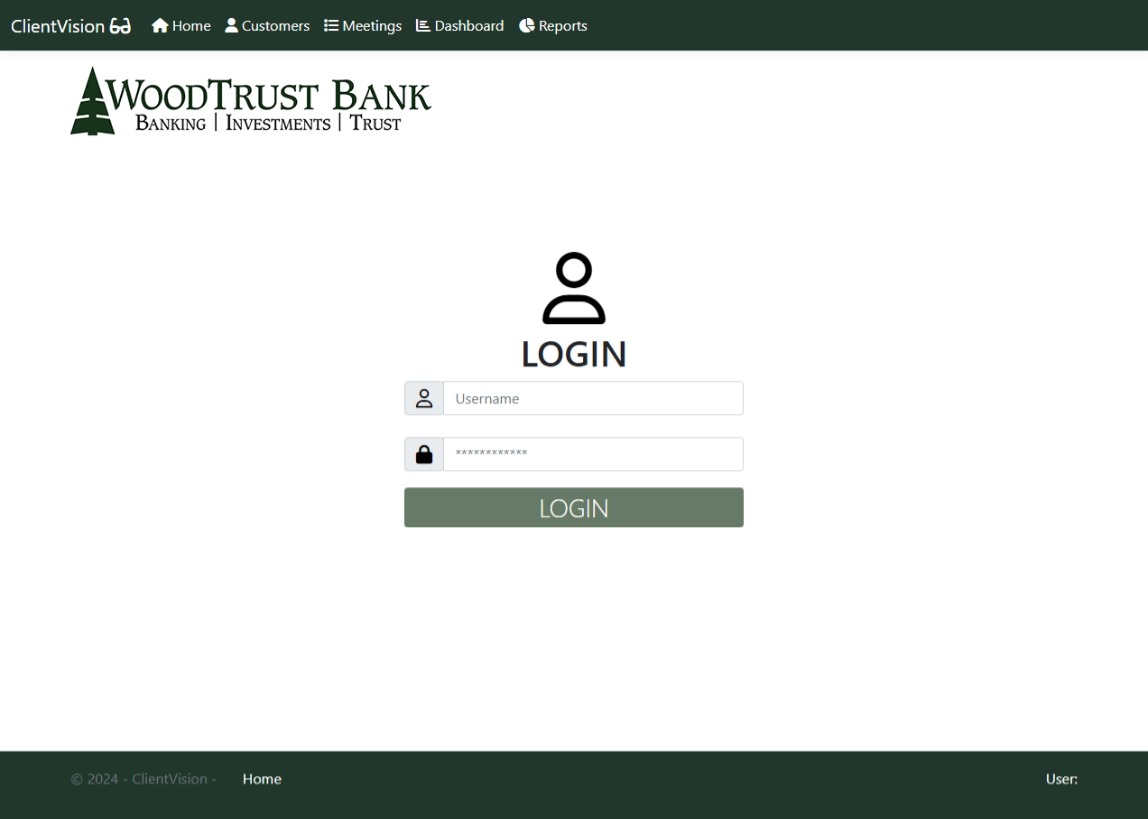 ClientVision Home Customers Meetings Dashboard Reports
WOODTRUST BANK
BANKING | INVESTMENTS | TRUST
LOGIN
Username
************
LOGIN
© 2024 - ClientVision - Home User: